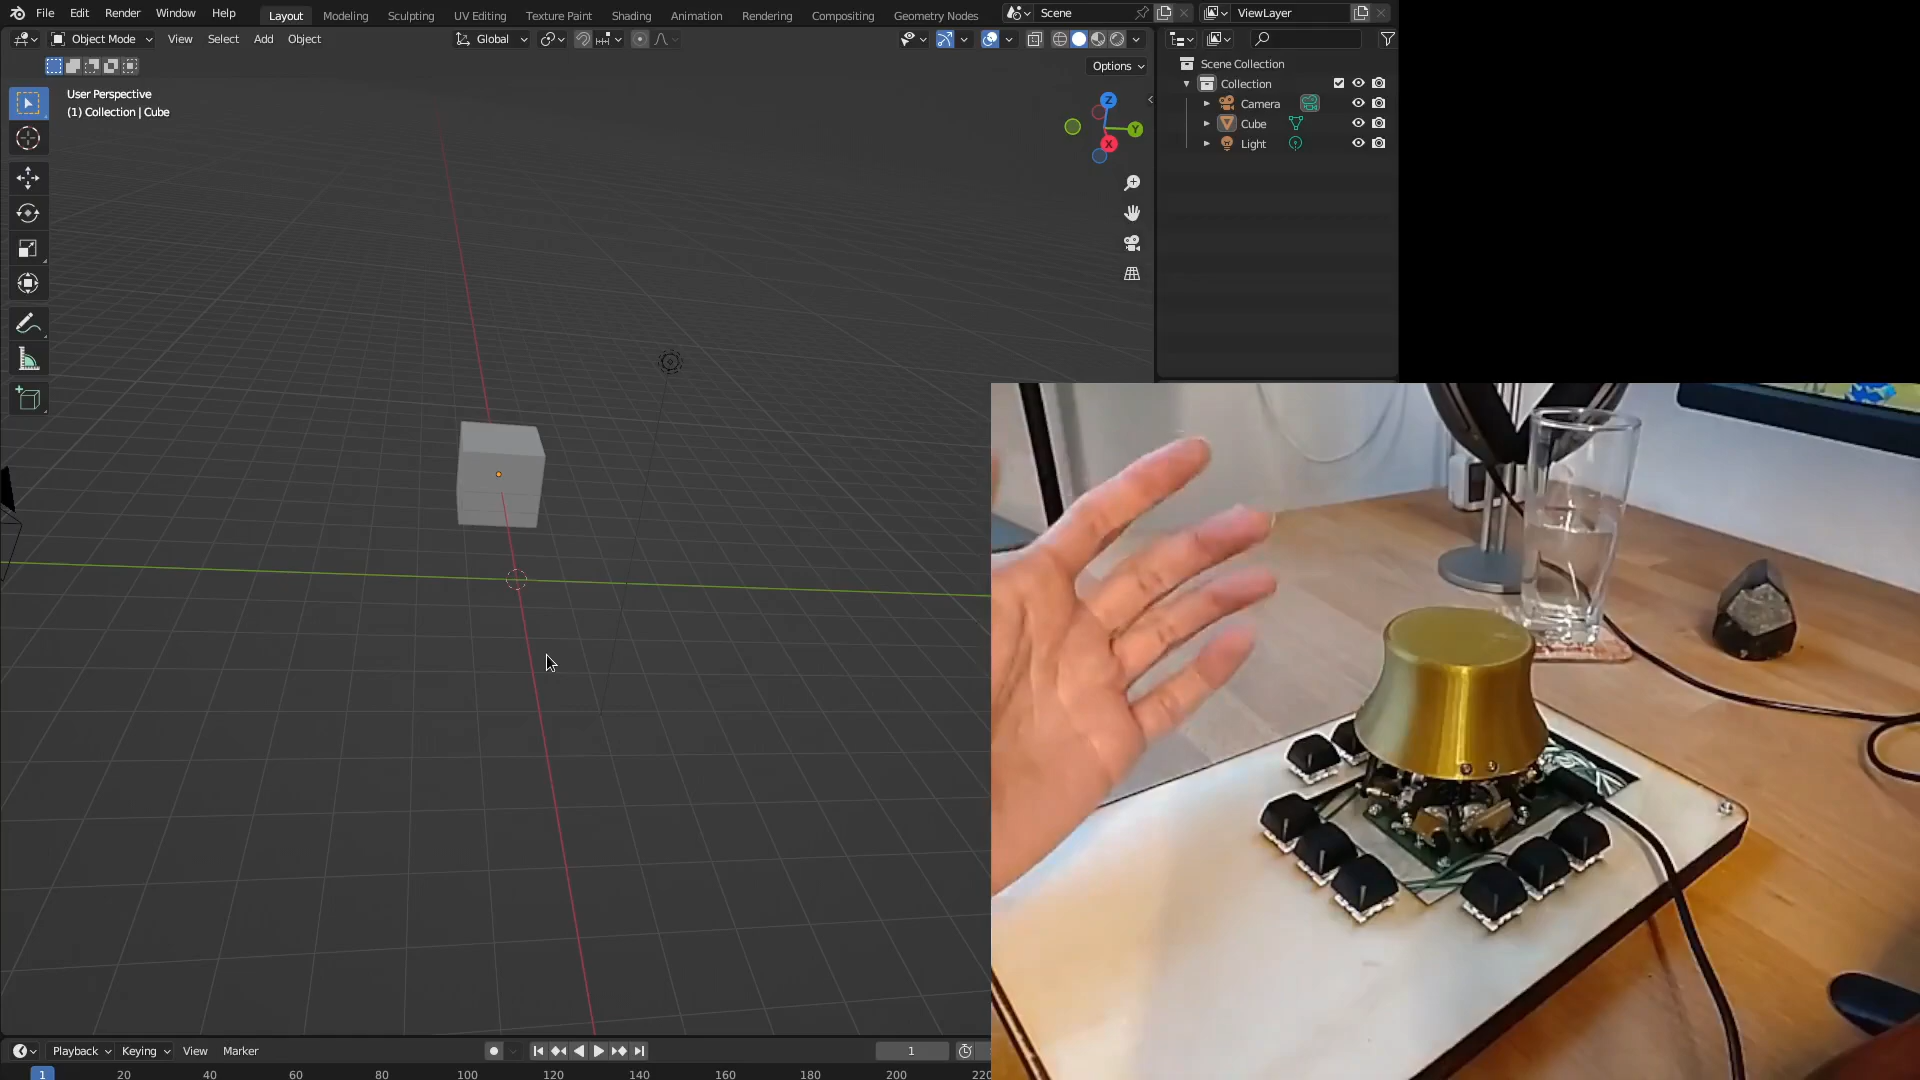 File Edit Render Window Help Layout Modeling Sculpting UV Editing Texture Paint Shading Animation Rendering Compositing Geometry Nodes Scene ViewLayer
Object Mode View Select Add Object Global
Options
User Perspective
(1) Collection | Cube
Z
Y
X
Scene Collection
Collection
Camera
Cube
Light
Playback Keying View Marker 1
1 20 40 60 80 100 120 140 160 180 200 220